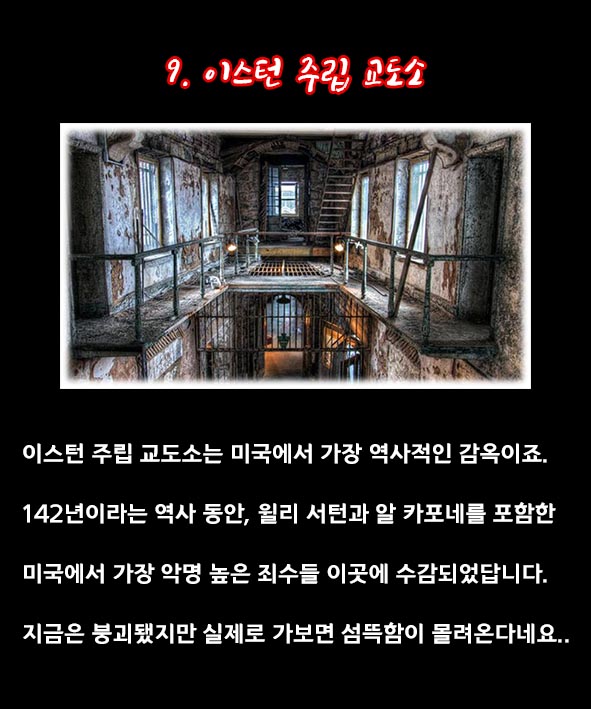 9. 이스턴 주립 교도소
이스턴 주립 교도소는 미국에서 가장 역사적인 감옥이죠.
142년이라는 역사 동안, 윌리 서턴과 알 카포네를 포함한
미국에서 가장 악명 높은 죄수들 이곳에 수감되었답니다.
지금은 붕괴됐지만 실제로 가보면 섬뜩함이 몰려온다네요..